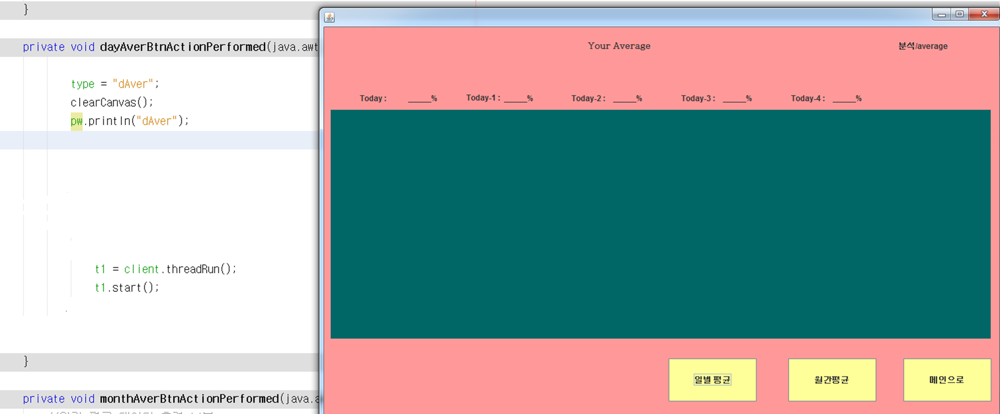 }
private void dayAverBtnActionPerformed(java.awt
type = "dAver";
clearCanvas();
pw.println("dAver");
t1 = client.threadRun();
t1.start();
}
private void monthAverBtnActionPerformed(java.a
Your Average
분석/average
Today : _____% Today-1 : _____% Today-2 : _____% Today-3 : _____% Today-4 : _____%
일별 평균 월간평균 메인으로